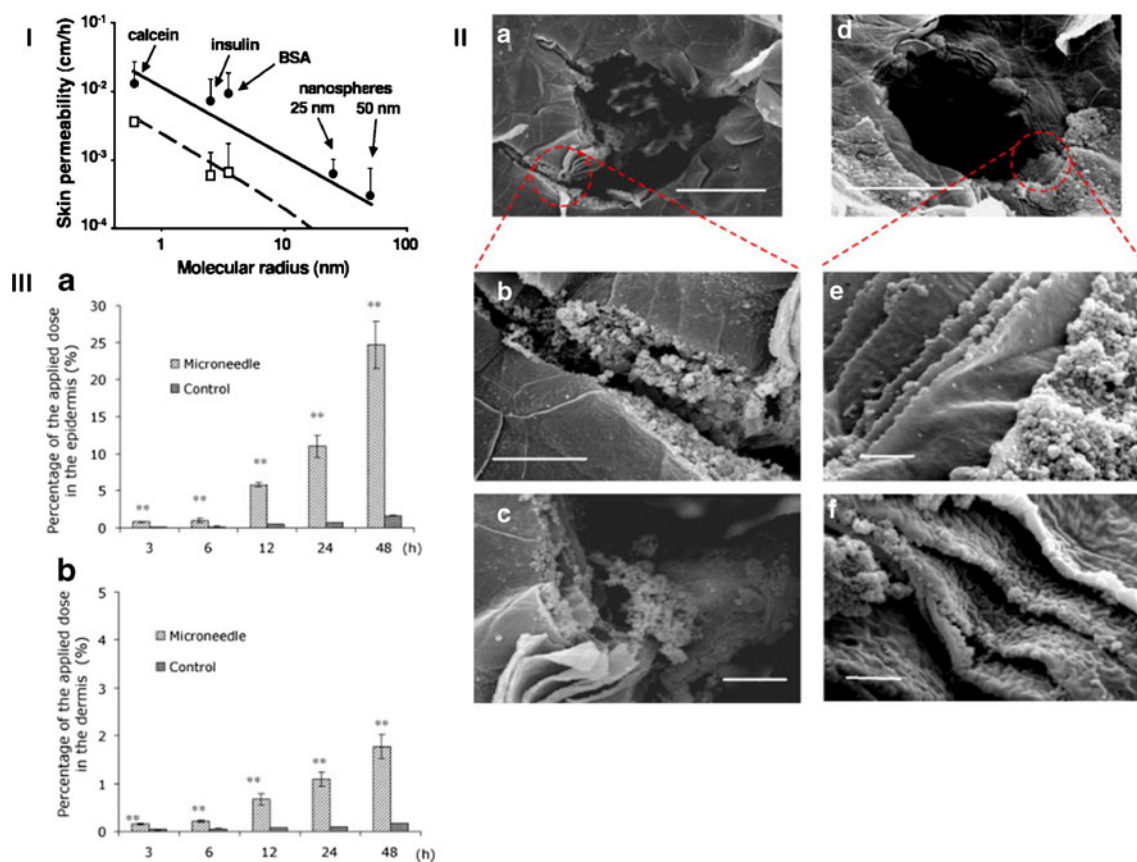 I
Skin permeability (cm/h)
10-1
10-2
10-3
10-4
calcein
insulin
BSA
nanospheres
25 nm
50 nm
1
10
100
Molecular radius (nm)
II
a
b
c
d
e
f
III
a
Percentage of the applied dose
in the epidermis (%)
30
25
20
15
10
5
0
Microneedle
Control
**
**
**
**
**
3 6 12 24 48 (h)
b
Percentage of the applied dose
in the dermis (%)
5
4
3
2
1
0
Microneedle
Control
**
**
**
**
**
3 6 12 24 48 (h)